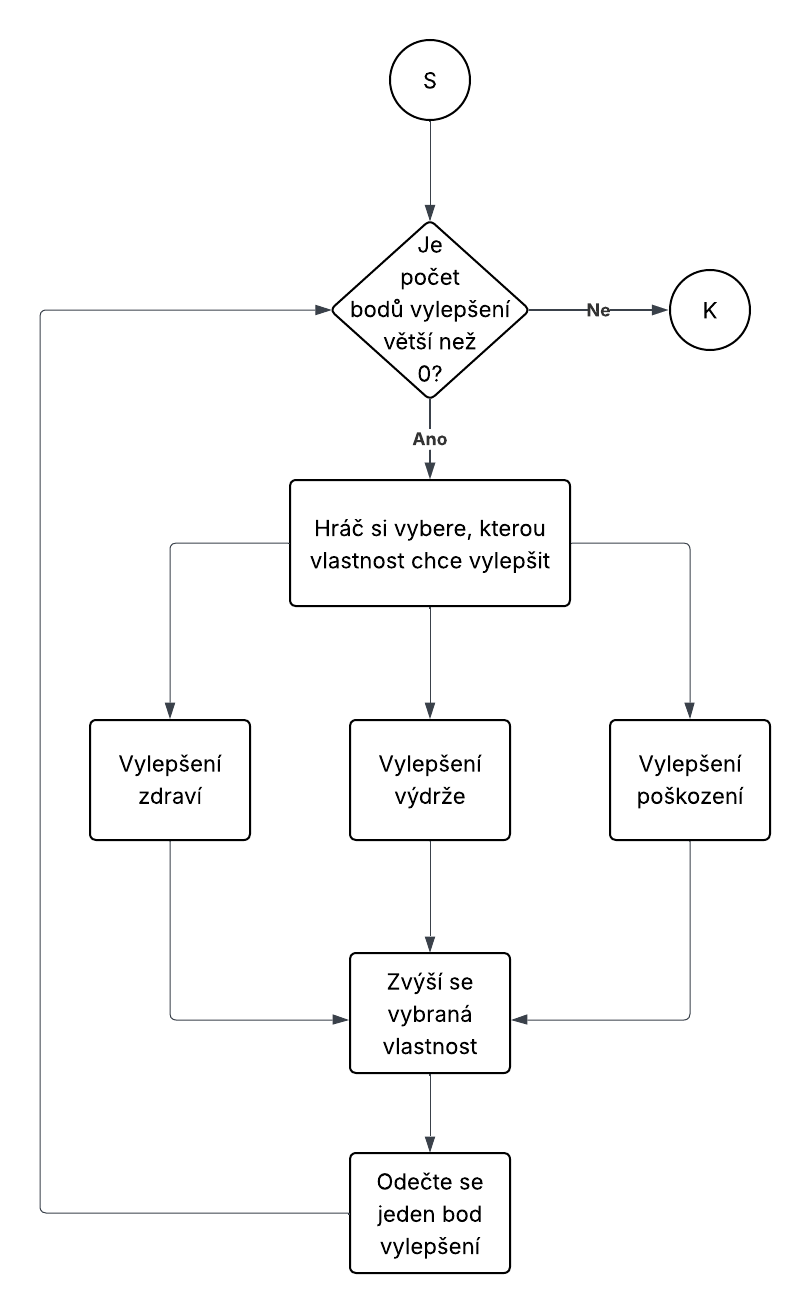 S
Je
počet
bodů vylepšení
větší než
0?
Ne
K
Ano
Hráč si vybere, kterou
vlastnost chce vylepšit
Vylepšení
zdraví
Vylepšení
výdrže
Vylepšení
poškození
Zvýší se
vybraná
vlastnost
Odečte se
jeden bod
vylepšení